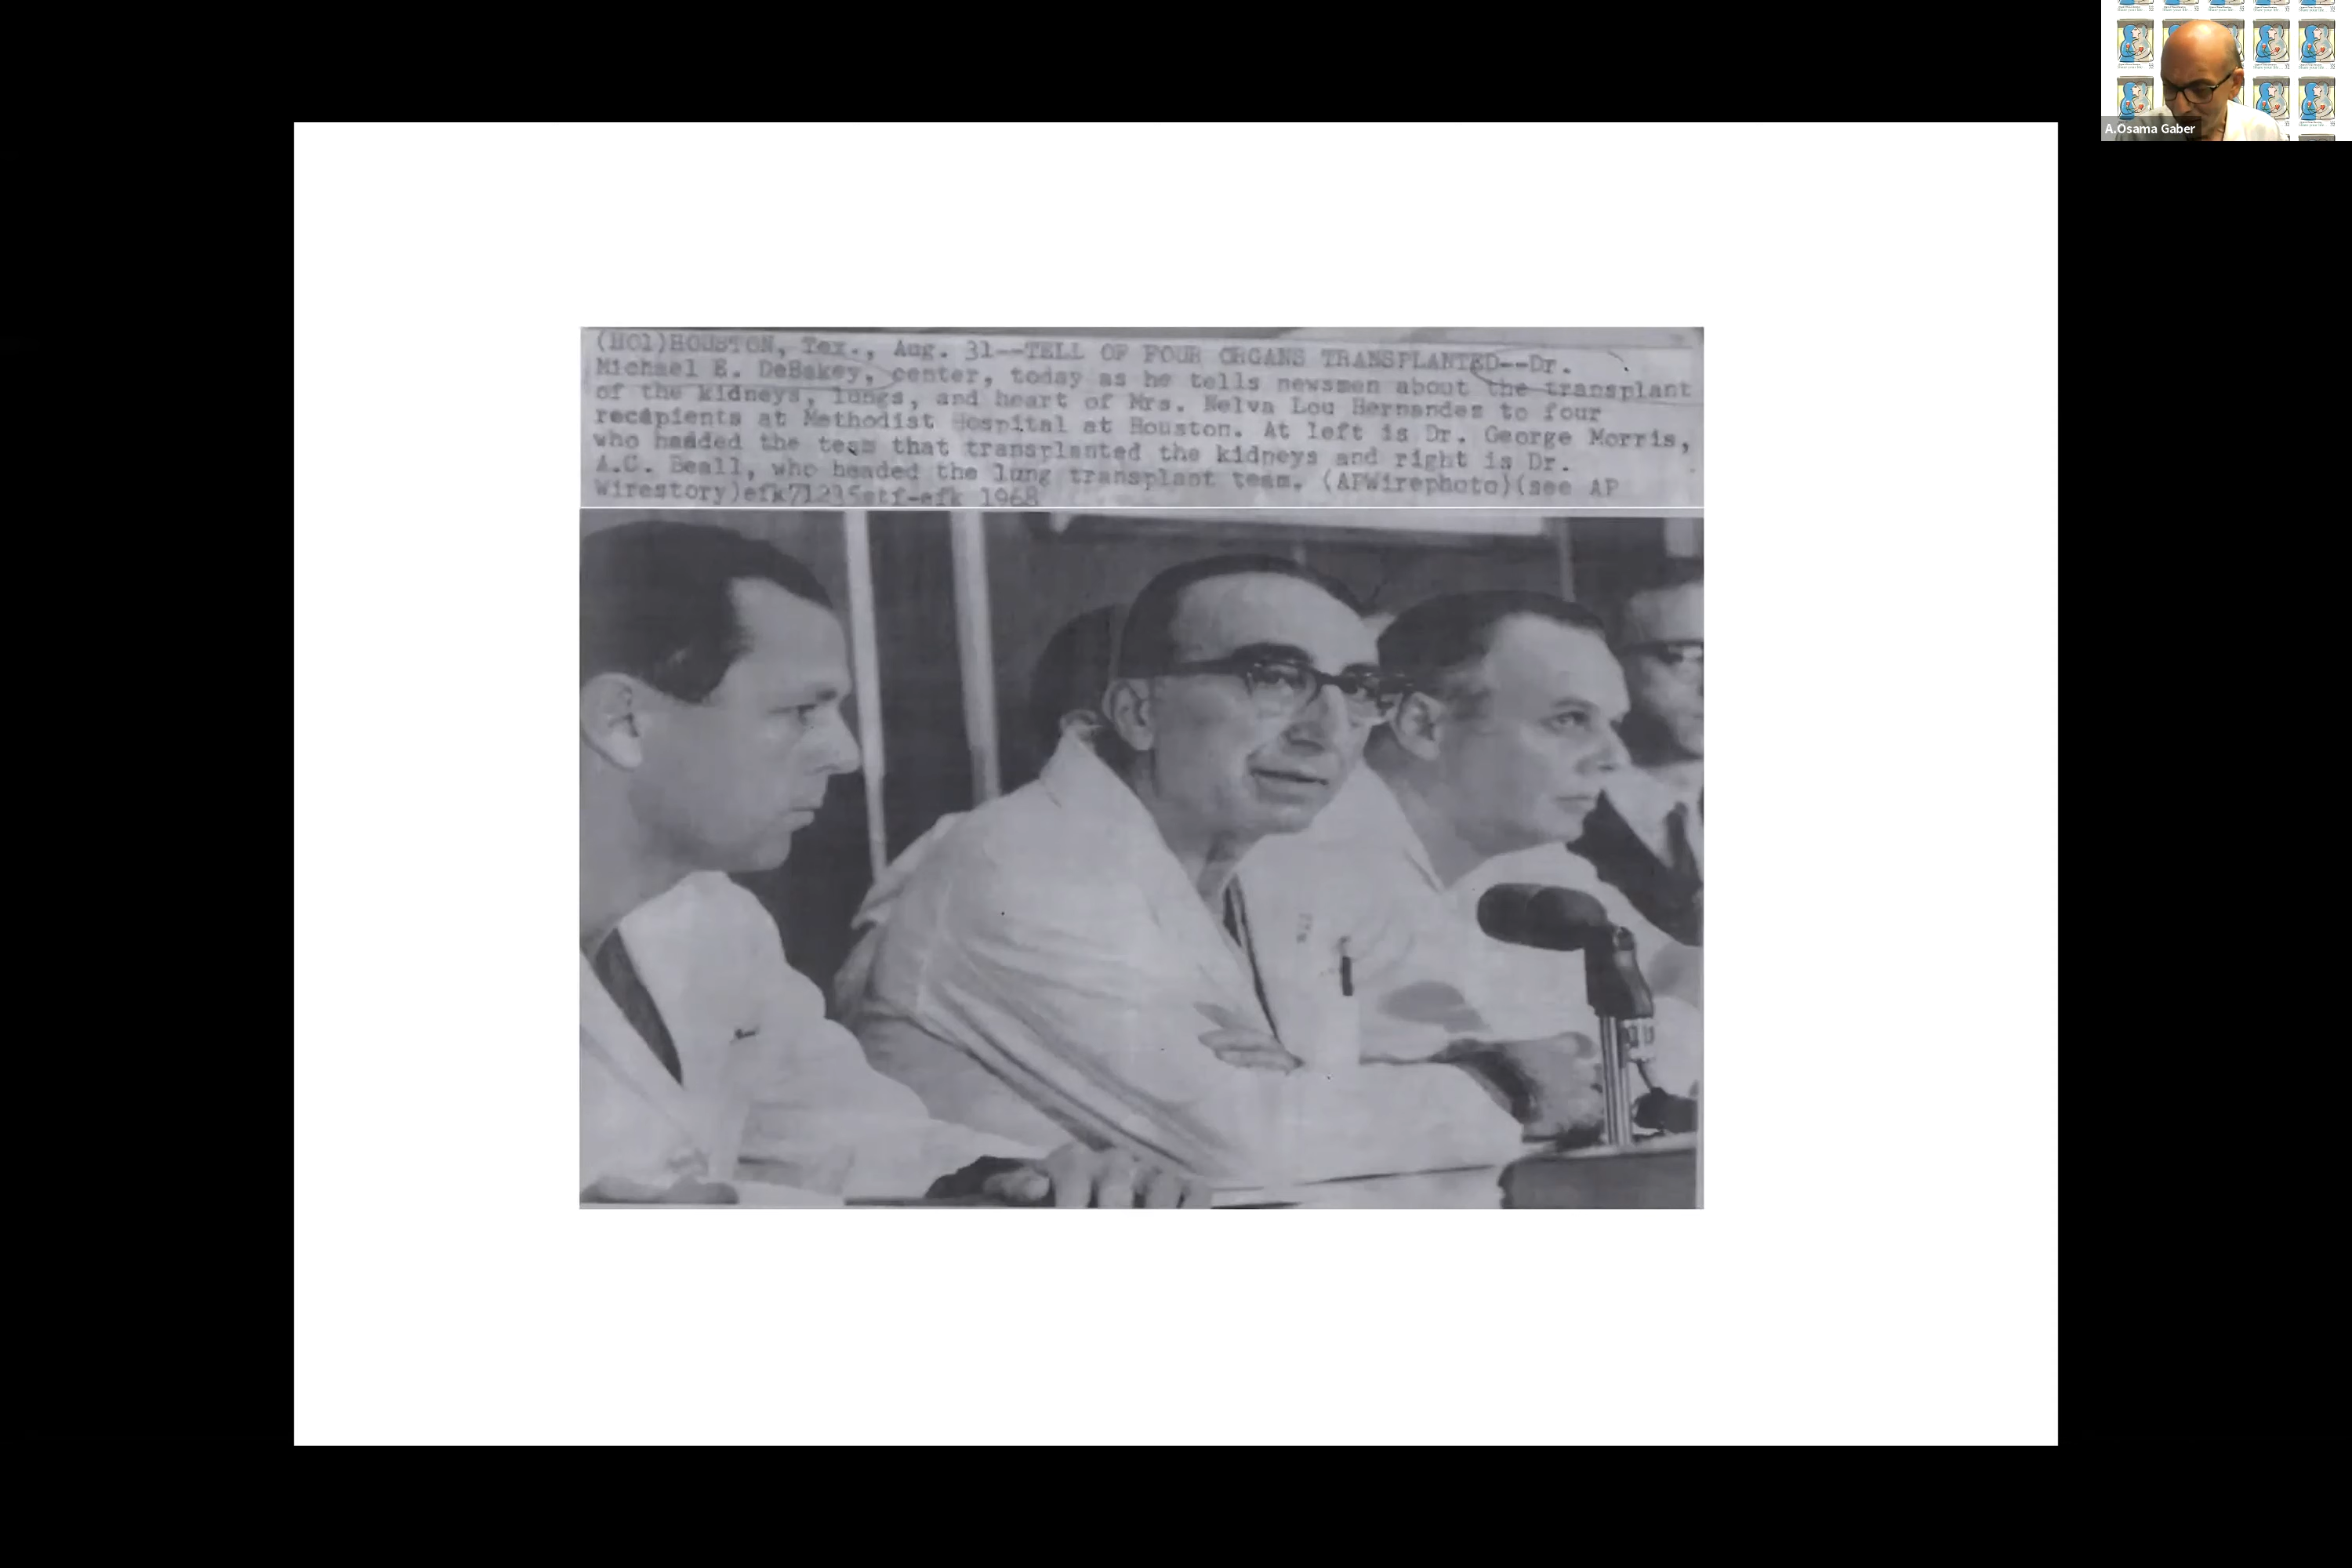 A.Osama Gaber
(HO1)HOUSTON, Tex., Aug. 31--TELL OF FOUR ORGANS TRANSPLANTED--Dr.
Michael E. DeBakey, center, today as he tells newsmen about the transplant
of the kidneys, lungs, and heart of Mrs. Nelva Lou Hernandes to four
recipients at Methodist Hospital at Houston. At left is Dr. George Morris,
who headed the team that transplanted the kidneys and right is Dr.
A.C. Beall, who headed the lung transplant team. (APWirephoto)(see AP
Wirestory)efk71235stf-efk 1968